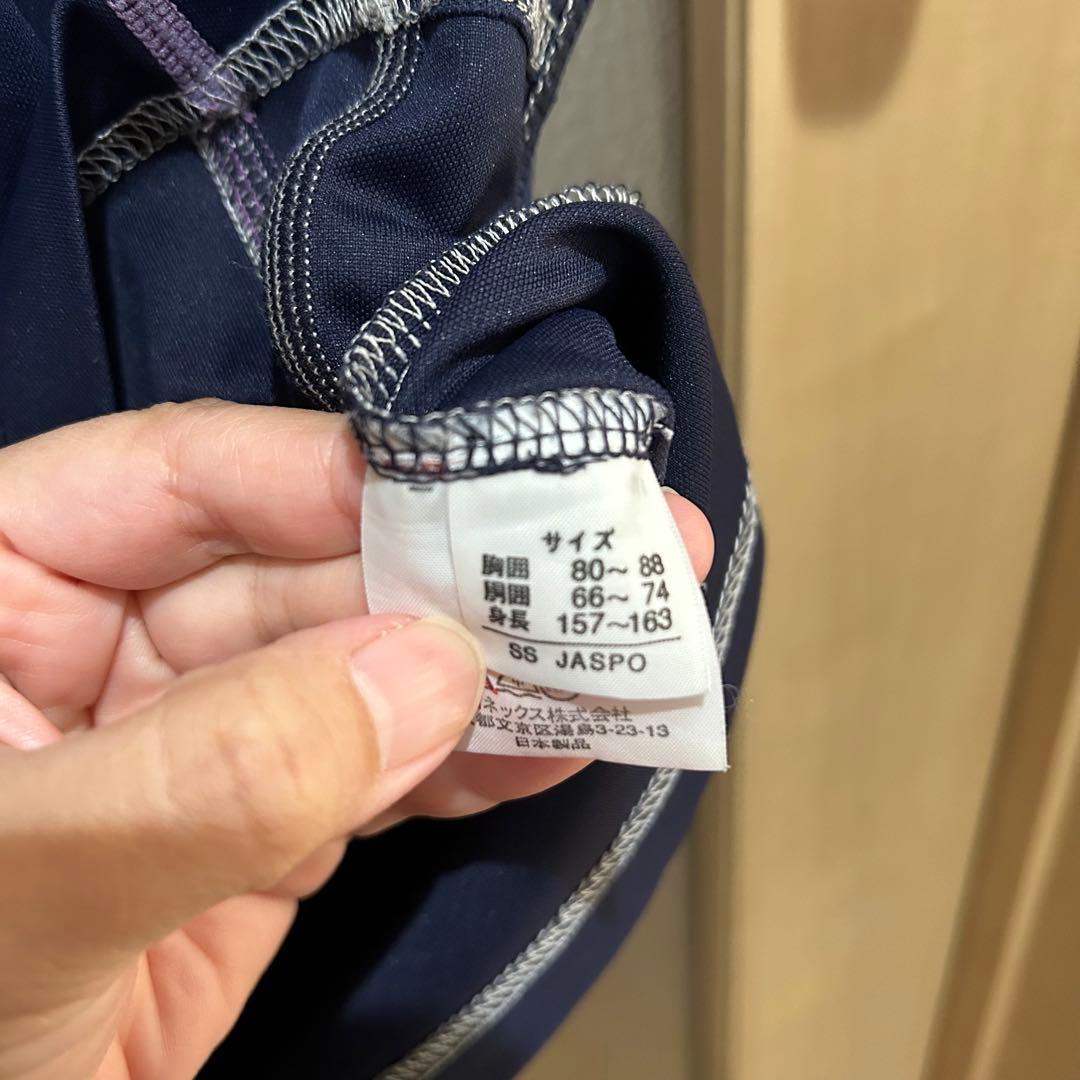 サイズ
胸囲 80～88
胴囲 66～74
身長 157～163
SS JASPO
ネックス株式会社
都文京区湯島3-23-13
日本製品